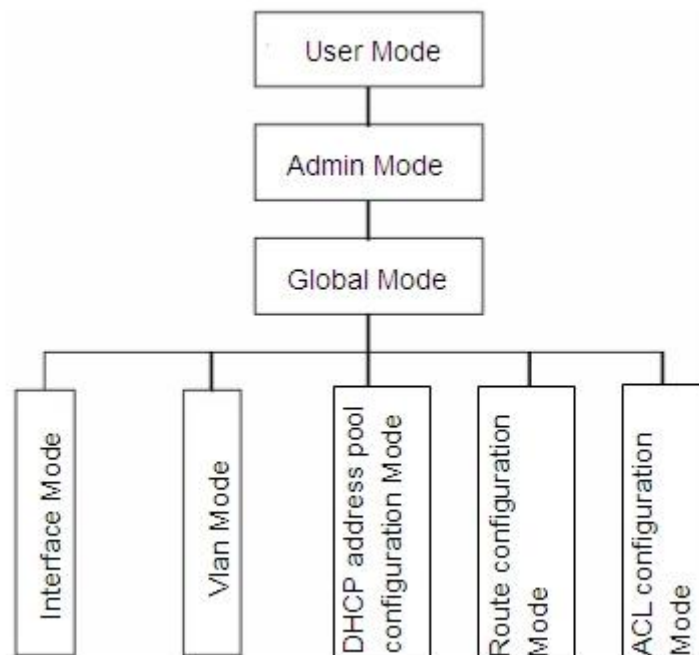 User Mode
Admin Mode
Global Mode
Interface Mode
Vlan Mode
DHCP address pool
configuration Mode
Route configuration
Mode
ACL configuration
Mode